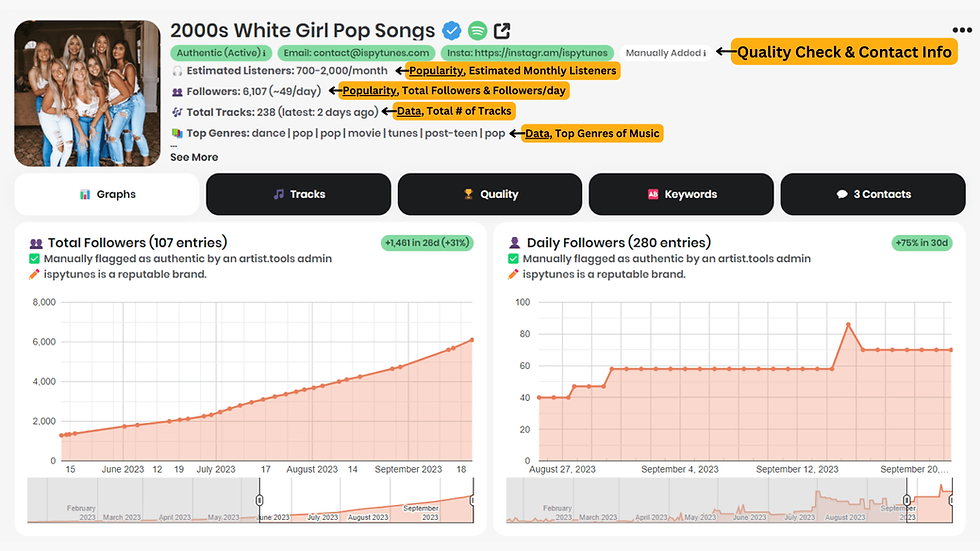 2000s White Girl Pop Songs
Authentic (Active) i Email: contact@ispytunes.com Insta: https://instagr.am/ispytunes Manually Added i Quality Check & Contact Info
Estimated Listeners: 700-2,000/month Popularity, Estimated Monthly Listeners
Followers: 6,107 (~49/day) Popularity, Total Followers & Followers/day
Total Tracks: 238 (latest: 2 days ago) Data, Total # of Tracks
Top Genres: dance | pop | pop | movie | tunes | post-teen | pop Data, Top Genres of Music
...
See More
Graphs Tracks Quality AB Keywords 3 Contacts
Total Followers (107 entries) +1,461 in 26d (+31%)
Manually flagged as authentic by an artist.tools admin
ispytunes is a reputable brand.
8,000
6,000
4,000
2,000
0
15 June 2023 12 19 July 2023 17 August 2023 14 September 2023 18
February 2023 March 2023 April 2023 May 2023 June 2023 July 2023 August 2023 September 2023
Daily Followers (280 entries) +75% in 30d
Manually flagged as authentic by an artist.tools admin
ispytunes is a reputable brand.
100
80
60
40
20
0
August 27, 2023 September 4, 2023 September 12, 2023 September 20,...
February 2023 March 2023 April 2023 May 2023 June 2023 July 2023 August 2023 September 2023